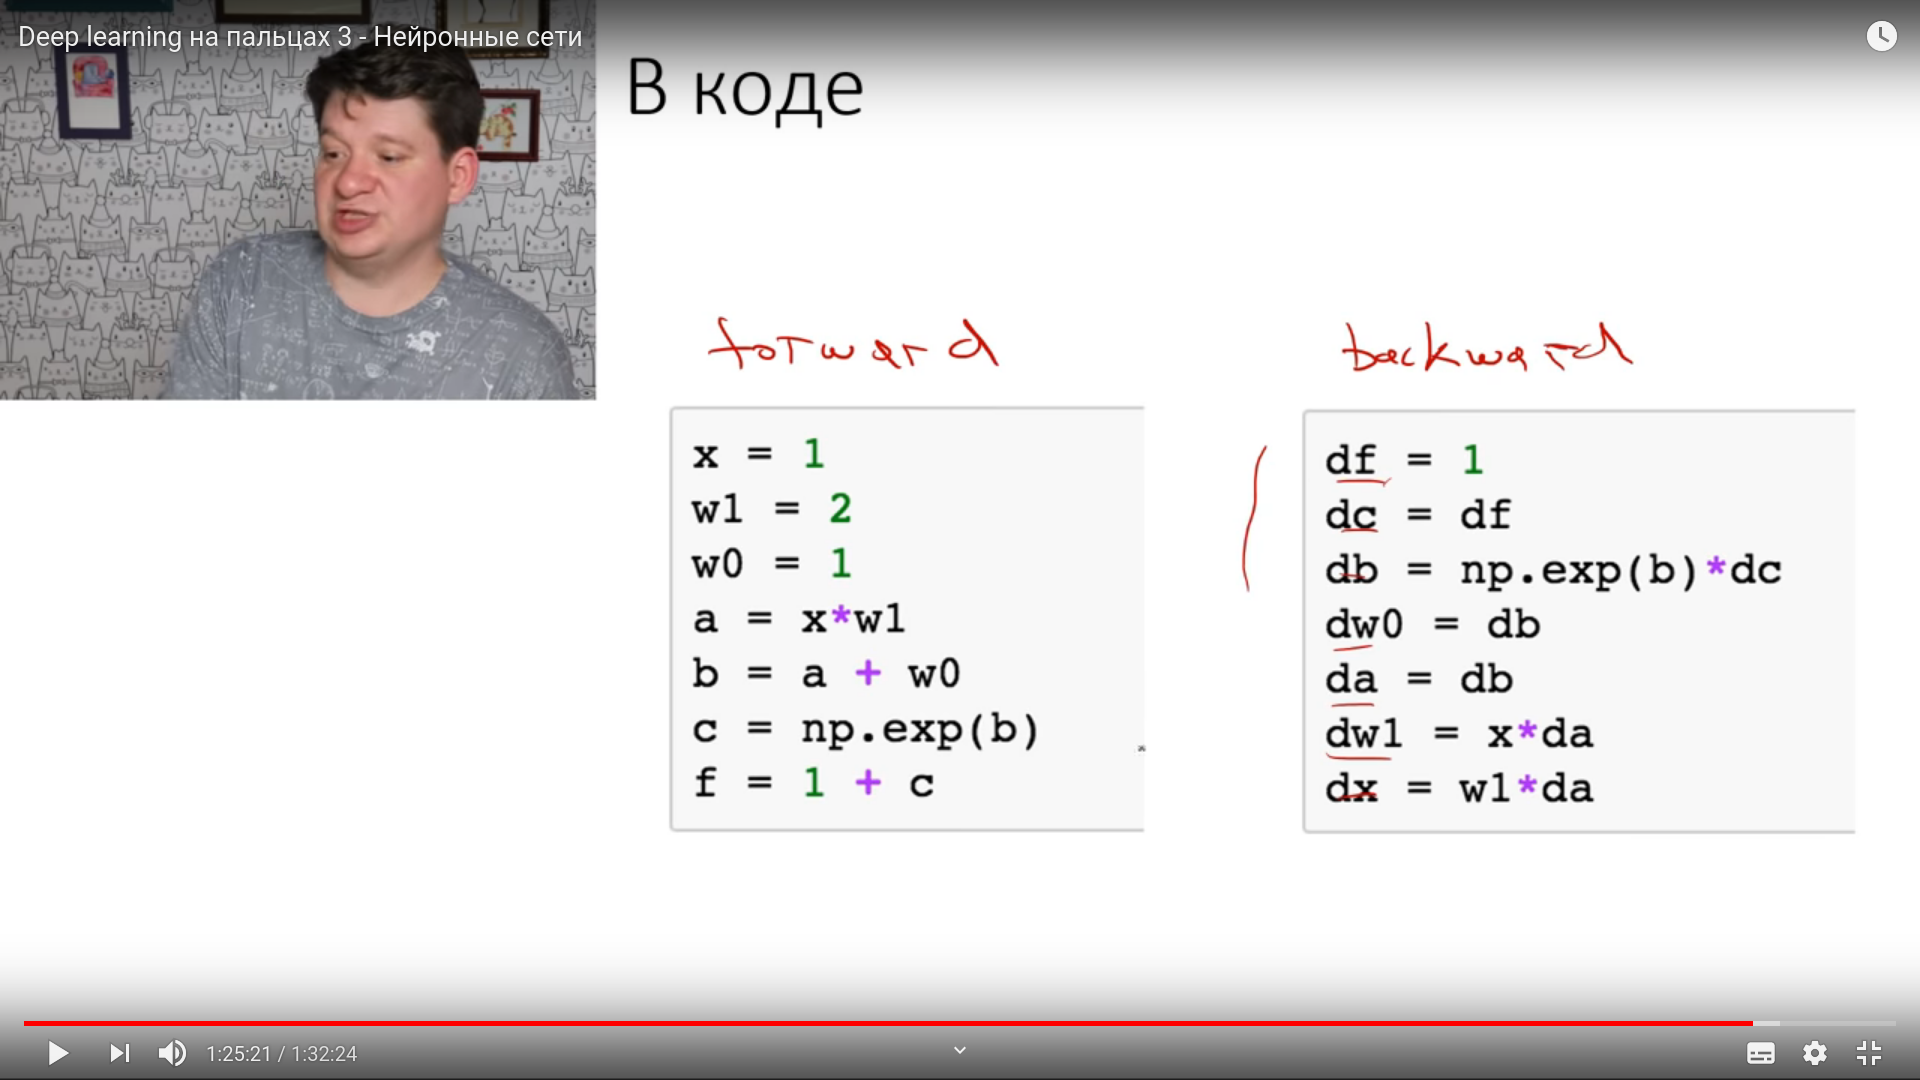 Deep learning на пальцах 3 - Нейронные сети
В коде
forward
x = 1
w1 = 2
w0 = 1
a = x*w1
b = a + w0
c = np.exp(b)
f = 1 + c
backward
df = 1
dc = df
db = np.exp(b)*dc
dw0 = db
da = db
dw1 = x*da
dx = w1*da
1:25:21 / 1:32:24